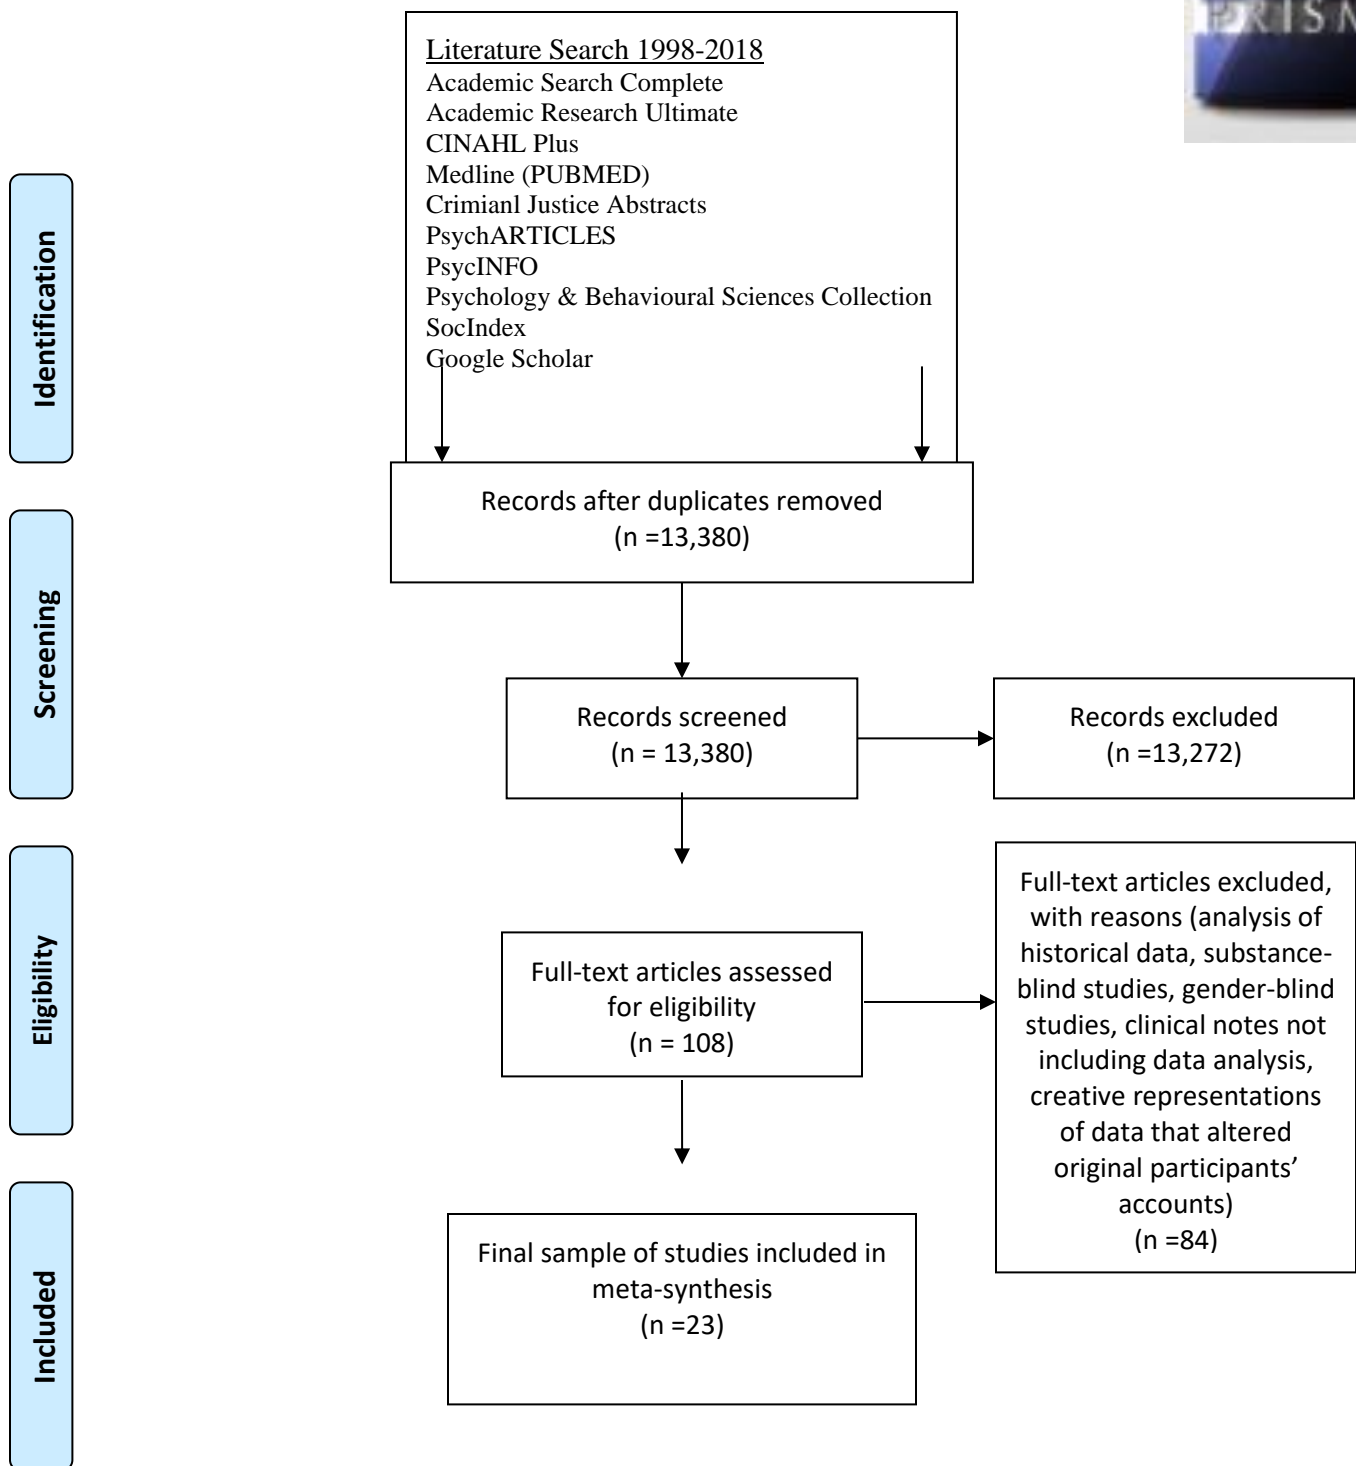 PRISM
Literature Search 1998-2018
Academic Search Complete
Academic Research Ultimate
CINAHL Plus
Medline (PUBMED)
Crimianl Justice Abstracts
PsychARTICLES
PsycINFO
Psychology & Behavioural Sciences Collection
SocIndex
Google Scholar
Identification
Records after duplicates removed
(n =13,380)
Screening
Records screened
(n = 13,380)
Records excluded
(n =13,272)
Eligibility
Full-text articles assessed
for eligibility
(n = 108)
Full-text articles excluded,
with reasons (analysis of
historical data, substance-
blind studies, gender-blind
studies, clinical notes not
including data analysis,
creative representations
of data that altered
original participants’
accounts)
(n =84)
Included
Final sample of studies included in
meta-synthesis
(n =23)